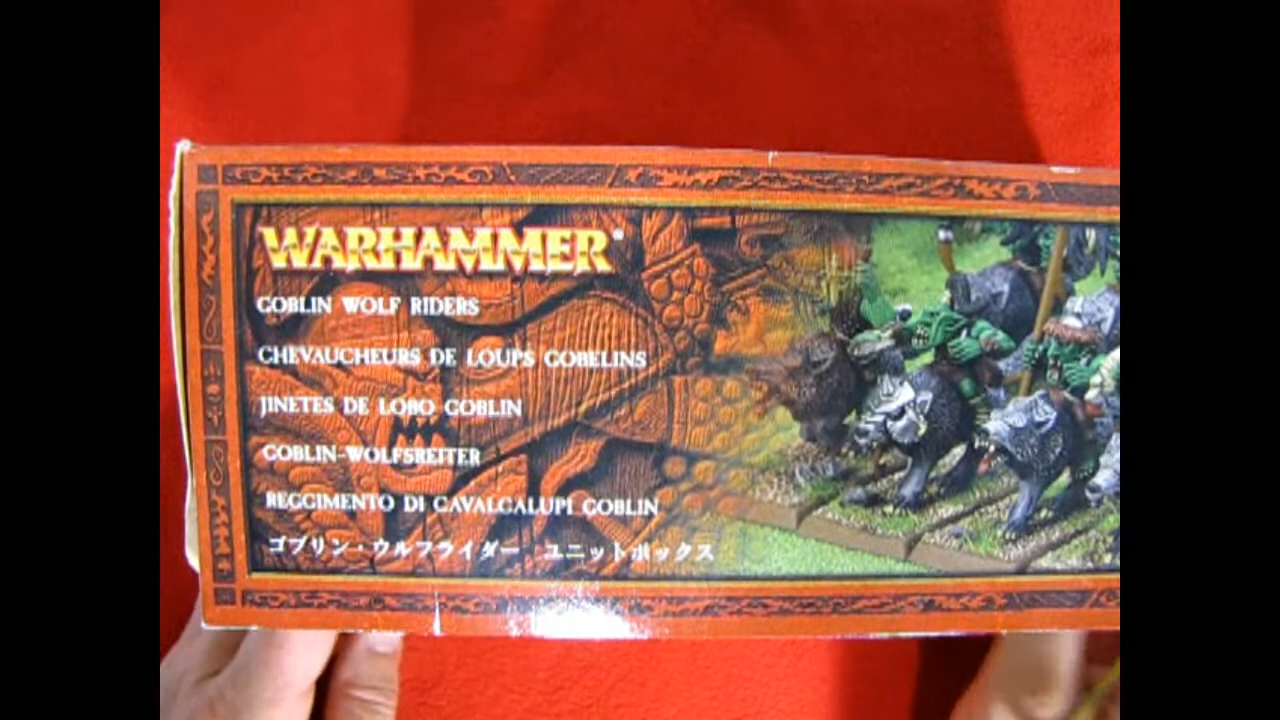 WARHAMMER
GOBLIN WOLF RIDERS
CHEVAUCHEURS DE LOUPS GOBELINS
JINETES DE LOBO GOBLIN
GOBLIN-WOLFSREITER
REGGIMENTO DI CAVALCALUPI GOBLIN
ゴブリン・ウルフライダー ユニットボックス